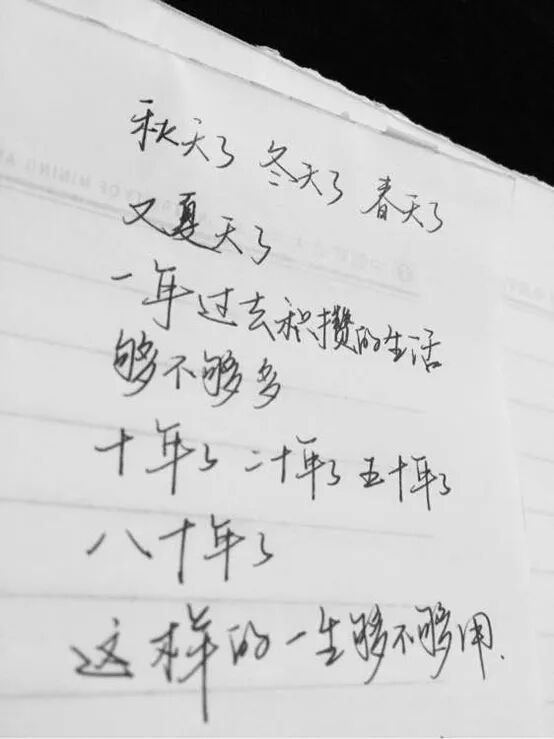 秋天了 冬天了 春天了
又夏天了
一年过去积攒的生活
够不够多
十年了 二十年了 五十年了
八十年了
这样的一生够不够用.